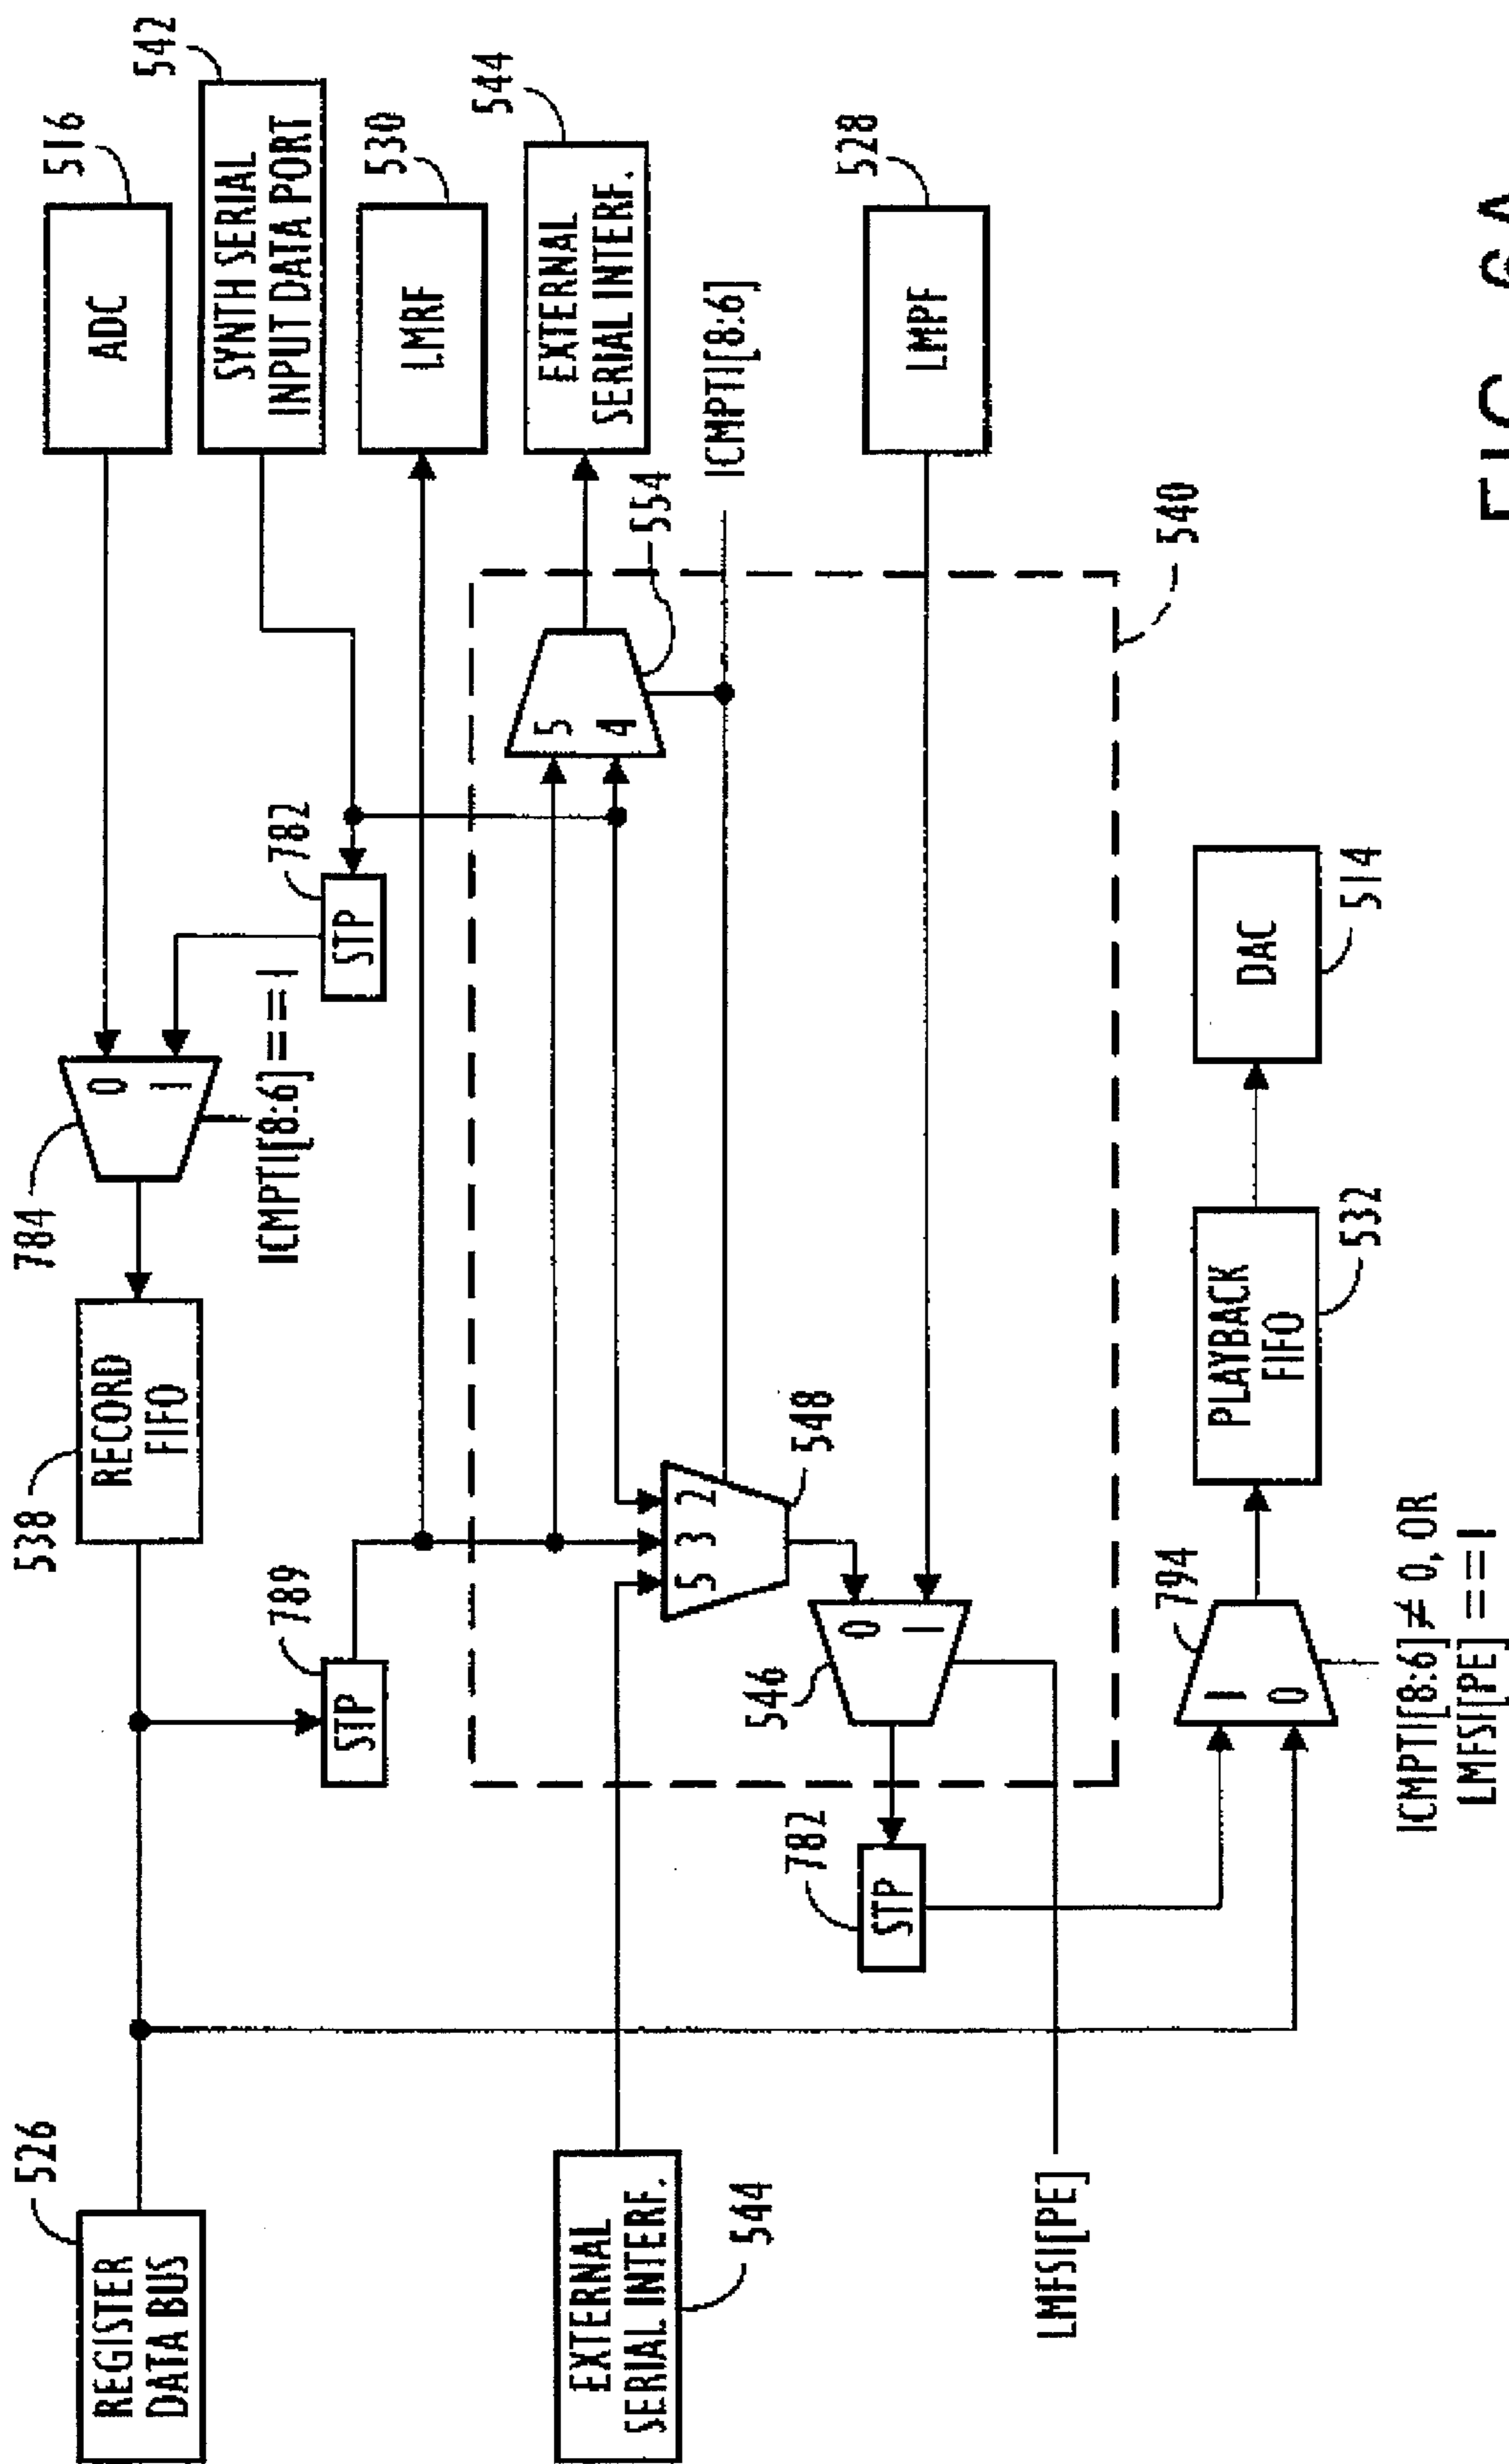 REGISTER
DATA BUS
526
538
RECORD
FIFO
784
0
1
ICMPTI[8:6]===1
ADC
516
SYNTH SERIAL
INPUT DATA PORT
542
STP
789
STP
782
LMRF
530
EXTERNAL
SERIAL INTERF.
544
EXTERNAL
SERIAL INTERF.
544
5
4
554
5 3 2
548
ICMPTI[8:6]
0
1
546
LMPF
528
STP
782
LMFSI[PE]
540
1
0
794
ICMPTI[8:6]≠ 0, OR
LMFSI[PE] ===1
PLAYBACK
FIFO
532
DAC
514